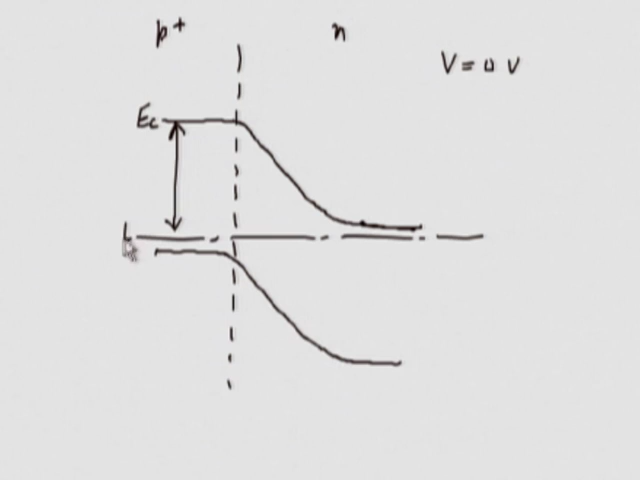 p+ n
V = 0 V
Ec